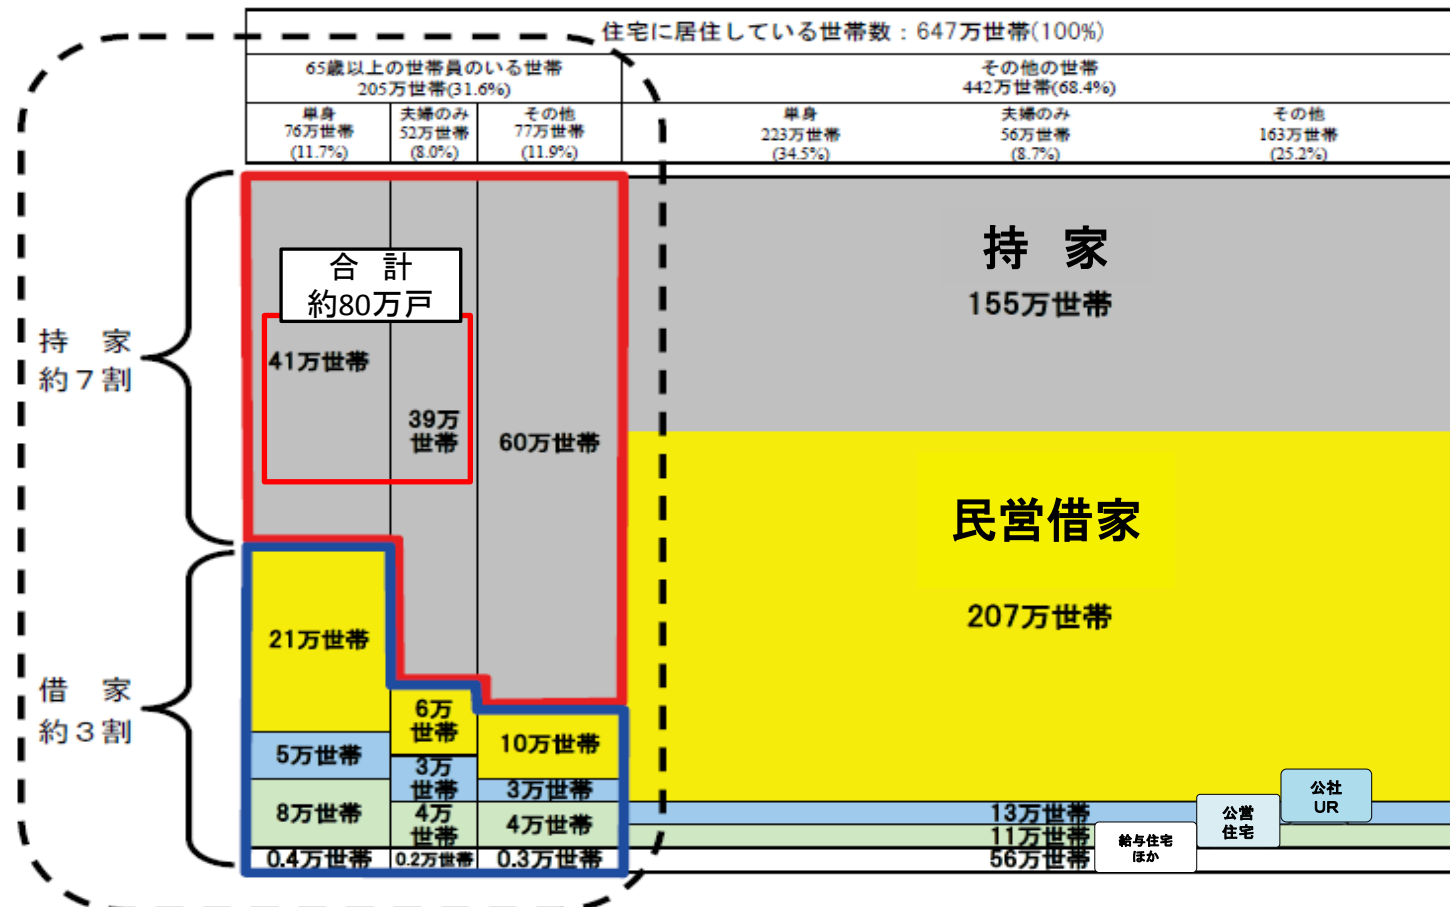 住宅に居住している世帯数：647万世帯(100%)
65歳以上の世帯員のいる世帯
205万世帯(31.6%)
その他の世帯
442万世帯(68.4%)
単身
76万世帯
(11.7%)
夫婦のみ
52万世帯
(8.0%)
その他
77万世帯
(11.9%)
単身
223万世帯
(34.5%)
夫婦のみ
56万世帯
(8.7%)
その他
163万世帯
(25.2%)
持　家
約７割
合　計
約80万戸
41万世帯
39万
世帯
60万世帯
持　家
155万世帯
民営借家
207万世帯
借　家
約３割
21万世帯
6万
世帯
10万世帯
5万世帯
3万
世帯
3万世帯
13万世帯
公社
UR
8万世帯
4万
世帯
4万世帯
11万世帯
公営
住宅
0.4万世帯
0.2万世帯
0.3万世帯
56万世帯
給与住宅
ほか